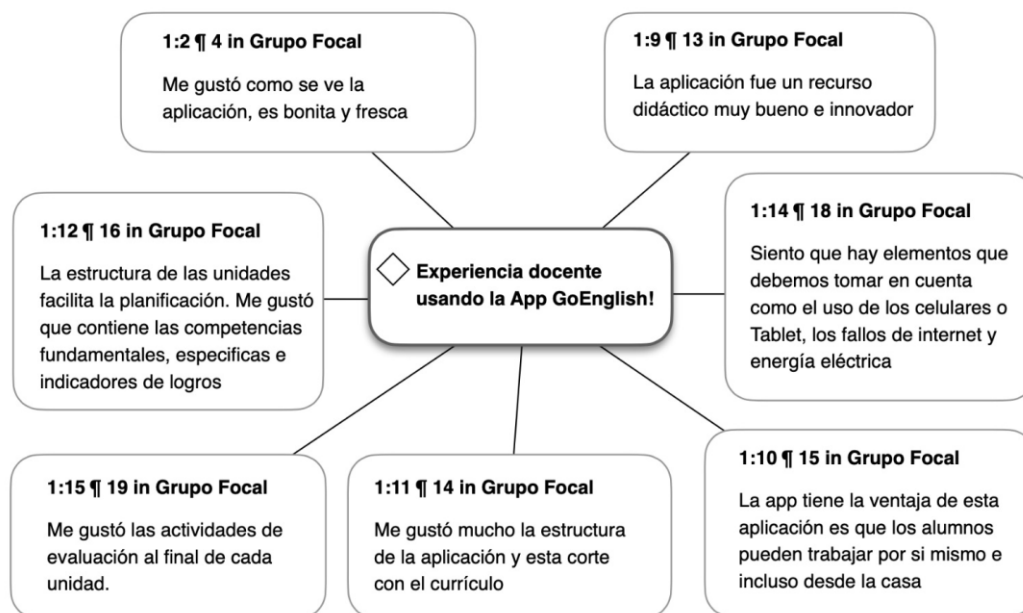 1:2 ¶ 4 in Grupo Focal
Me gustó como se ve la
aplicación, es bonita y fresca
1:9 ¶ 13 in Grupo Focal
La aplicación fue un recurso
didáctico muy bueno e innovador
1:12 ¶ 16 in Grupo Focal
La estructura de las unidades
facilita la planificación. Me gustó
que contiene las competencias
fundamentales, especificas e
indicadores de logros
Experiencia docente
usando la App GoEnglish!
1:14 ¶ 18 in Grupo Focal
Siento que hay elementos que
debemos tomar en cuenta
como el uso de los celulares o
Tablet, los fallos de internet y
energía eléctrica
1:15 ¶ 19 in Grupo Focal
Me gustó las actividades de
evaluación al final de cada
unidad.
1:11 ¶ 14 in Grupo Focal
Me gustó mucho la estructura
de la aplicación y esta corte
con el currículo
1:10 ¶ 15 in Grupo Focal
La app tiene la ventaja de esta
aplicación es que los alumnos
pueden trabajar por si mismo e
incluso desde la casa